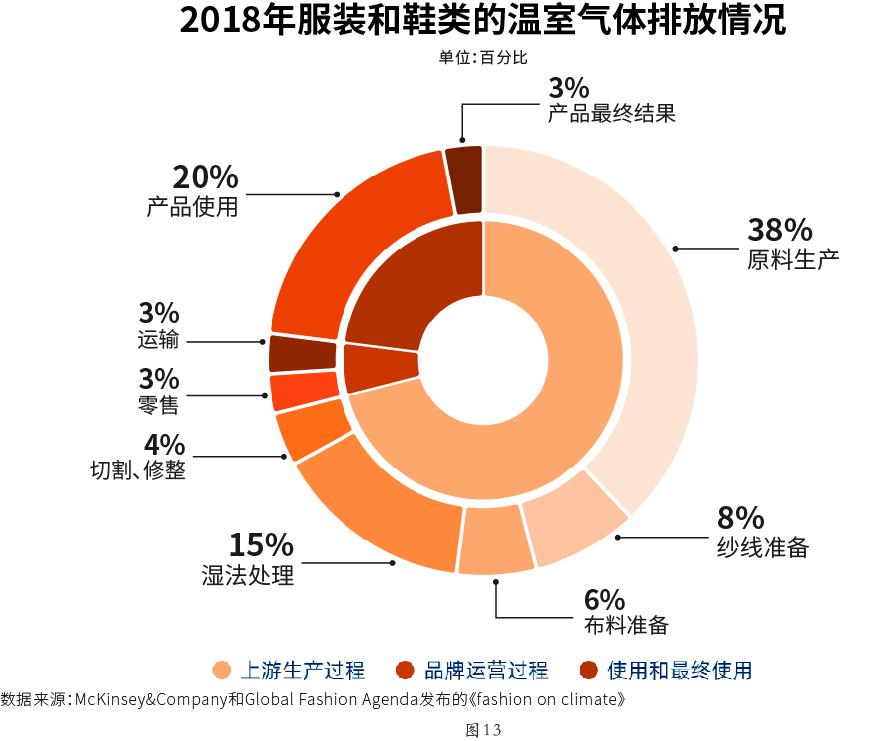 2018年服装和鞋类的温室气体排放情况
单位：百分比
3%
产品最终结果
20%
产品使用
38%
原料生产
3%
运输
3%
零售
4%
切割、修整
15%
湿法处理
8%
纱线准备
6%
布料准备
上游生产过程 品牌运营过程 使用和最终使用
数据来源：McKinsey&Company和Global Fashion Agenda发布的《fashion on climate》
图13